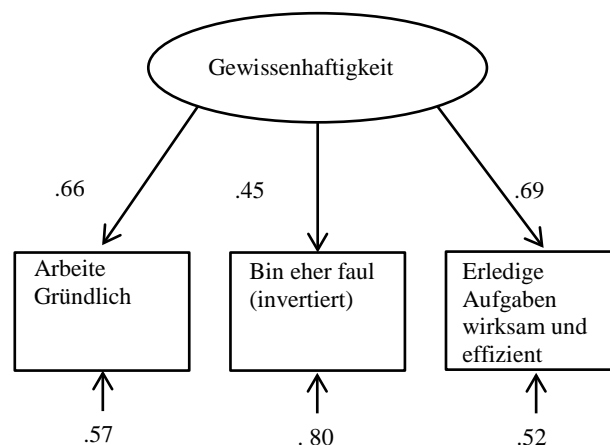 Gewissenhaftigkeit
.66
.45
.69
Arbeite
Gründlich
Bin eher faul
(invertiert)
Erledige
Aufgaben
wirksam und
effizient
.57
. 80
.52